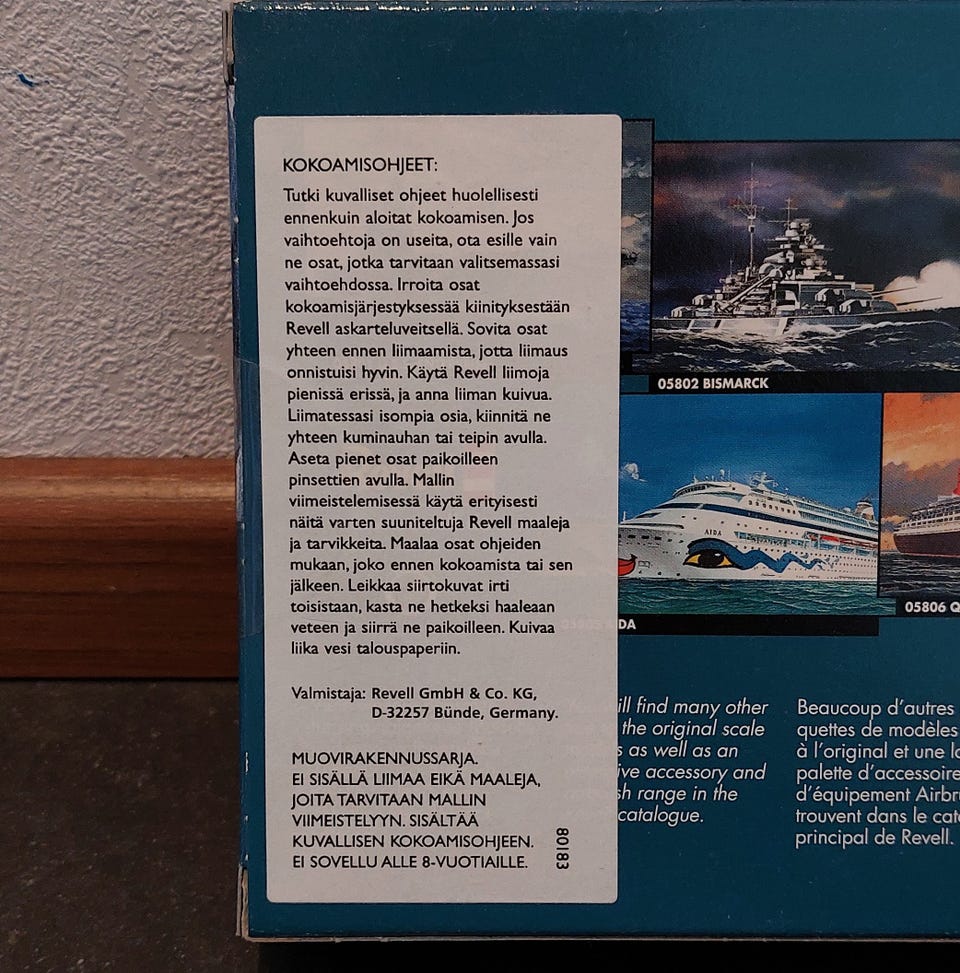 KOKOAMISOHJEET:
Tutki kuvalliset ohjeet huolellisesti
ennenkuin aloitat kokoamisen. Jos
vaihtoehtoja on useita, ota esille vain
ne osat, jotka tarvitaan valitsemassasi
vaihtoehdossa. Irroita osat
kokoamisjärjestyksessää kiinityksestään
Revell askarteluveitsellä. Sovita osat
yhteen ennen liimaamista, jotta liimaus
onnistuisi hyvin. Käytä Revell liimoja
pienissä erissä, ja anna liiman kuivua.
Liimatessasi isompia osia, kiinnitä ne
yhteen kuminauhan tai teipin avulla.
Aseta pienet osat paikoilleen
pinsettien avulla. Mallin
viimeistelemisessä käytä erityisesti
näitä varten suuniteltuja Revell maaleja
ja tarvikkeita. Maalaa osat ohjeiden
mukaan, joko ennen kokoamista tai sen
jälkeen. Leikkaa siirtokuvat irti
toisistaan, kasta ne hetkeksi haaleaan
veteen ja siirrä ne paikoilleen. Kuivaa
liika vesi talouspaperiin.
Valmistaja: Revell GmbH & Co. KG,
D-32257 Bünde, Germany.
MUOVIRAKENNUSSARJA.
EI SISÄLLÄ LIIMAA EIKÄ MAALEJA,
JOITA TARVITAAN MALLIN
VIIMEISTELYYN. SISÄLTÄÄ
KUVALLISEN KOKOAMISOHJEEN.
EI SOVELLU ALLE 8-VUOTIAILLE.
80183
05802 BISMARCK
AIDA
05805 AIDA
05806 Q
ill find many other
the original scale
s as well as an
ive accessory and
sh range in the
catalogue.
Beaucoup d'autres
quettes de modèles
à l'original et une la
palette d'accessoire
d'équipement Airbru
trouvent dans le cata
principal de Revell.